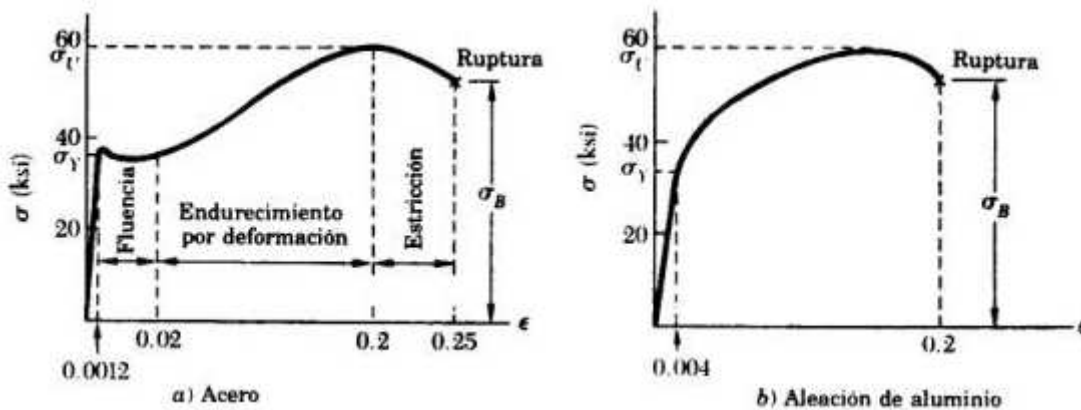 60
σᵤ
40
σY
20
σ (ksi)
Fluencia
Endurecimiento
por deformación
Estricción
Ruptura
σB
0.0012
0.02
0.2
0.25
ϵ
a) Acero
60
40
σY
20
σ (ksi)
Ruptura
σB
0.004
0.2
b) Aleación de aluminio